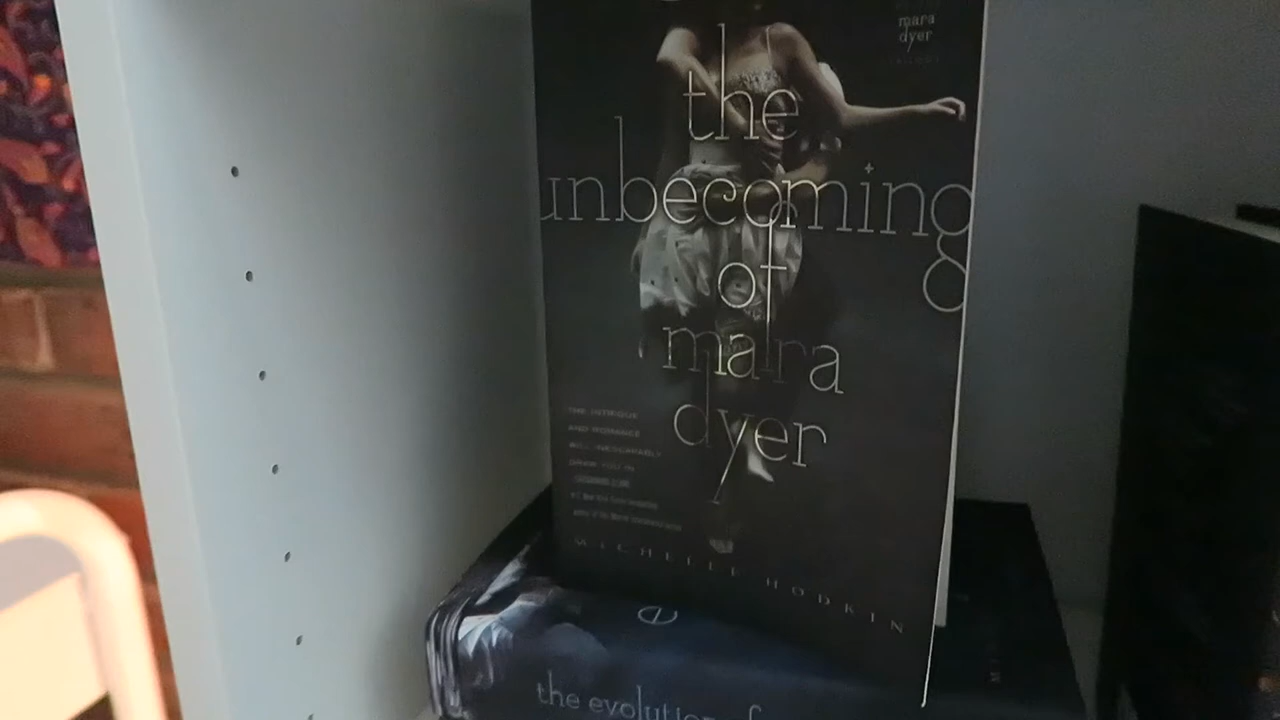 mara
dyer
the
unbecoming
of
mara
dyer
THE INTRIGUE
AND ROMANCE
WILL INEXORABLY
DRAW YOU IN
MICHELLE HODKIN
the evolution of